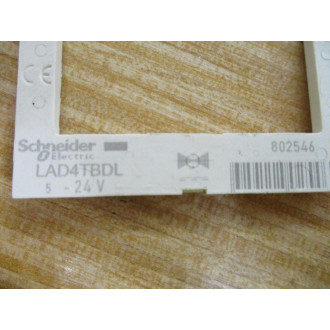 CE
Schneider
Electric
802546
LAD4TBDL
5 - 24 V